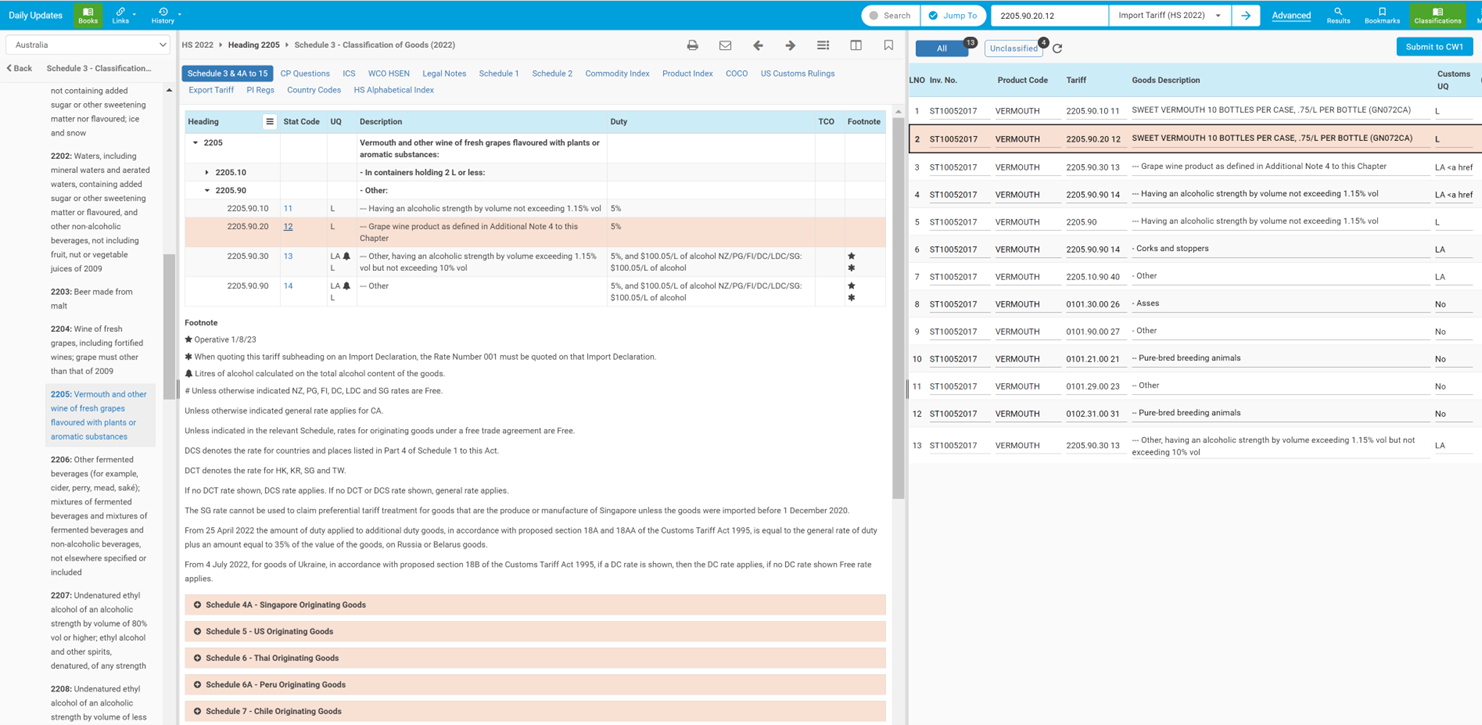 Daily Updates
Books
Links
History
Search
Jump To
2205.90.20.12
Import Tariff (HS 2022)
Advanced
Results
Bookmarks
Classifications
Australia
Back
Schedule 3 - Classification...
not containing added
sugar or other sweetening
matter nor flavoured; ice
and snow
2202: Waters, including
mineral waters and aerated
waters, containing added
sugar or other sweetening
matter or flavoured, and
other non-alcoholic
beverages, not including
fruit, nut or vegetable
juices of 2009
2203: Beer made from
malt
2204: Wine of fresh
grapes, including fortified
wines; grape must other
than that of 2009
2205: Vermouth and other
wine of fresh grapes
flavoured with plants or
aromatic substances
2206: Other fermented
beverages (for example,
cider, perry, mead, saké);
mixtures of fermented
beverages and mixtures of
fermented beverages and
non-alcoholic beverages,
not elsewhere specified or
included
2207: Undenatured ethyl
alcohol of an alcoholic
strength by volume of 80%
vol or higher; ethyl alcohol
and other spirits,
denatured, of any strength
2208: Undenatured ethyl
alcohol of an alcoholic
strength by volume of less
HS 2022 Heading 2205 Schedule 3 - Classification of Goods (2022)
Schedule 3 & 4A to 15 CP Questions ICS WCO HSEN Legal Notes Schedule 1 Schedule 2 Commodity Index Product Index COCO US Customs Rulings
Export Tariff PI Regs Country Codes HS Alphabetical Index
Heading Stat Code UQ Description Duty TCO Footnote
2205 Vermouth and other wine of fresh grapes flavoured with plants or
aromatic substances:
2205.10 - In containers holding 2 L or less:
2205.90 - Other:
2205.90.10 11 L --- Having an alcoholic strength by volume not exceeding 1.15% vol 5%
2205.90.20 12 L --- Grape wine product as defined in Additional Note 4 to this 5%
Chapter
2205.90.30 13 LA --- Other, having an alcoholic strength by volume exceeding 1.15% 5%, and $100.05/L of alcohol NZ/PG/FI/DC/LDC/SG:
L vol but not exceeding 10% vol $100.05/L of alcohol
2205.90.90 14 LA --- Other 5%, and $100.05/L of alcohol NZ/PG/FI/DC/LDC/SG:
L $100.05/L of alcohol
Footnote
★ Operative 1/8/23
✱ When quoting this tariff subheading on an Import Declaration, the Rate Number 001 must be quoted on that Import Declaration.
Litres of alcohol calculated on the total alcohol content of the goods.
# Unless otherwise indicated NZ, PG, FI, DC, LDC and SG rates are Free.
Unless otherwise indicated general rate applies for CA.
Unless indicated in the relevant Schedule, rates for originating goods under a free trade agreement are Free.
DCS denotes the rate for countries and places listed in Part 4 of Schedule 1 to this Act.
DCT denotes the rate for HK, KR, SG and TW.
If no DCT rate shown, DCS rate applies. If no DCT or DCS rate shown, general rate applies.
The SG rate cannot be used to claim preferential tariff treatment for goods that are the produce or manufacture of Singapore unless the goods were imported before 1 December 2020.
From 25 April 2022 the amount of duty applied to additional duty goods, in accordance with proposed section 18A and 18AA of the Customs Tariff Act 1995, is equal to the general rate of duty
plus an amount equal to 35% of the value of the goods, on Russia or Belarus goods.
From 4 July 2022, for goods of Ukraine, in accordance with proposed section 18B of the Customs Tariff Act 1995, if a DC rate is shown, then the DC rate applies, if no DC rate shown Free rate
applies.
Schedule 4A - Singapore Originating Goods
Schedule 5 - US Originating Goods
Schedule 6 - Thai Originating Goods
Schedule 6A - Peru Originating Goods
Schedule 7 - Chile Originating Goods
All 13 Unclassified 4
Submit to CW1
LNO Inv. No. Product Code Tariff Goods Description Customs
UQ
1 ST10052017 VERMOUTH 2205.90.10 11 SWEET VERMOUTH 10 BOTTLES PER CASE, .75/L PER BOTTLE (GN072CA) L
2 ST10052017 VERMOUTH 2205.90.20 12 SWEET VERMOUTH 10 BOTTLES PER CASE, .75/L PER BOTTLE (GN072CA) L
3 ST10052017 VERMOUTH 2205.90.30 13 --- Grape wine product as defined in Additional Note 4 to this Chapter LA <a href
4 ST10052017 VERMOUTH 2205.90.90 14 --- Having an alcoholic strength by volume not exceeding 1.15% vol LA <a href
5 ST10052017 VERMOUTH 2205.90 --- Having an alcoholic strength by volume not exceeding 1.15% vol L
6 ST10052017 VERMOUTH 2205.90.90 14 - Corks and stoppers LA
7 ST10052017 VERMOUTH 2105.10.90 40 - Other LA
8 ST10052017 VERMOUTH 0101.30.00 26 - Asses No
9 ST10052017 VERMOUTH 0101.90.00 27 - Other No
10 ST10052017 VERMOUTH 0101.21.00 21 -- Pure-bred breeding animals No
11 ST10052017 VERMOUTH 0101.29.00 23 -- Other No
12 ST10052017 VERMOUTH 0102.31.00 31 -- Pure-bred breeding animals No
13 ST10052017 VERMOUTH 2205.90.30 13 --- Other, having an alcoholic strength by volume exceeding 1.15% vol but not LA
exceeding 10% vol